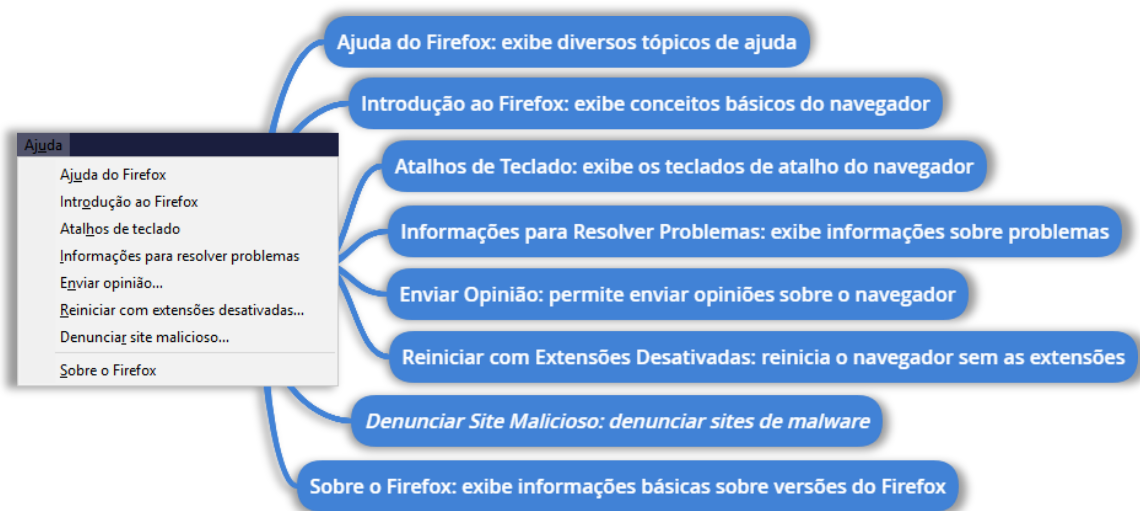 Ajuda do Firefox: exibe diversos tópicos de ajuda
Introdução ao Firefox: exibe conceitos básicos do navegador
Ajuda
Ajuda do Firefox
Introdução ao Firefox
Atalhos de teclado
Informações para resolver problemas
Enviar opinião...
Reiniciar com extensões desativadas...
Denunciar site malicioso...
Sobre o Firefox
Atalhos de Teclado: exibe os teclados de atalho do navegador
Informações para Resolver Problemas: exibe informações sobre problemas
Enviar Opinião: permite enviar opiniões sobre o navegador
Reiniciar com Extensões Desativadas: reinicia o navegador sem as extensões
Denunciar Site Malicioso: denunciar sites de malware
Sobre o Firefox: exibe informações básicas sobre versões do Firefox